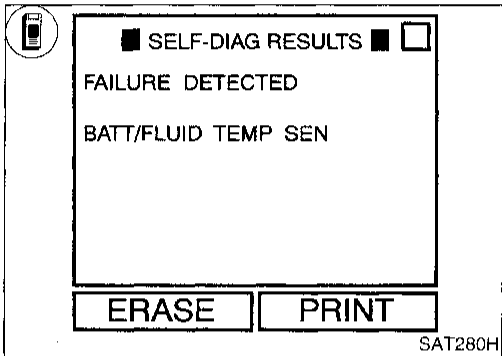 SELF-DIAG RESULTS
FAILURE DETECTED
BATT/FLUID TEMP SEN
ERASE PRINT
SAT280H